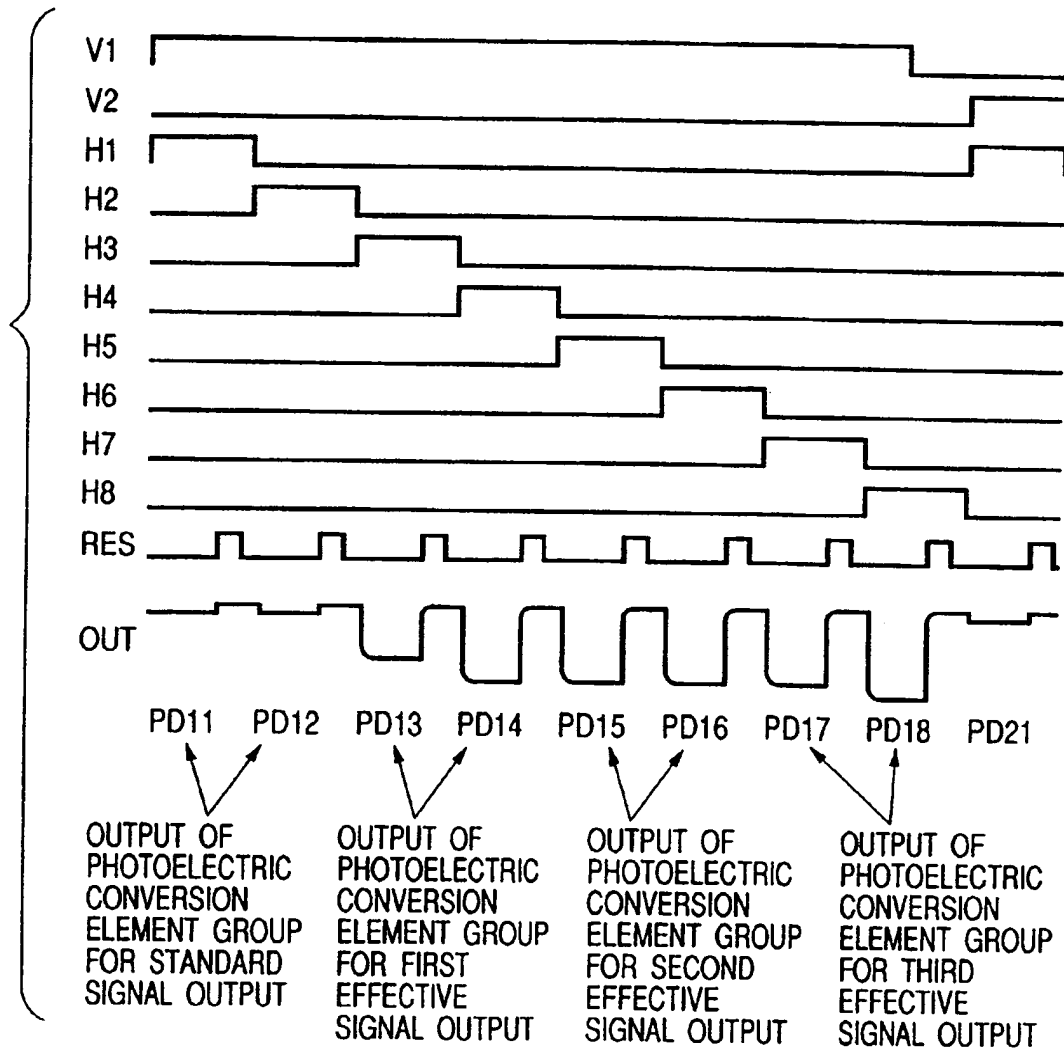 V1
V2
H1
H2
H3
H4
H5
H6
H7
H8
RES
OUT
PD11 PD12 PD13 PD14 PD15 PD16 PD17 PD18 PD21
OUTPUT OF
PHOTOELECTRIC
CONVERSION
ELEMENT GROUP
FOR STANDARD
SIGNAL OUTPUT
OUTPUT OF
PHOTOELECTRIC
CONVERSION
ELEMENT GROUP
FOR FIRST
EFFECTIVE
SIGNAL OUTPUT
OUTPUT OF
PHOTOELECTRIC
CONVERSION
ELEMENT GROUP
FOR SECOND
EFFECTIVE
SIGNAL OUTPUT
OUTPUT OF
PHOTOELECTRIC
CONVERSION
ELEMENT GROUP
FOR THIRD
EFFECTIVE
SIGNAL OUTPUT